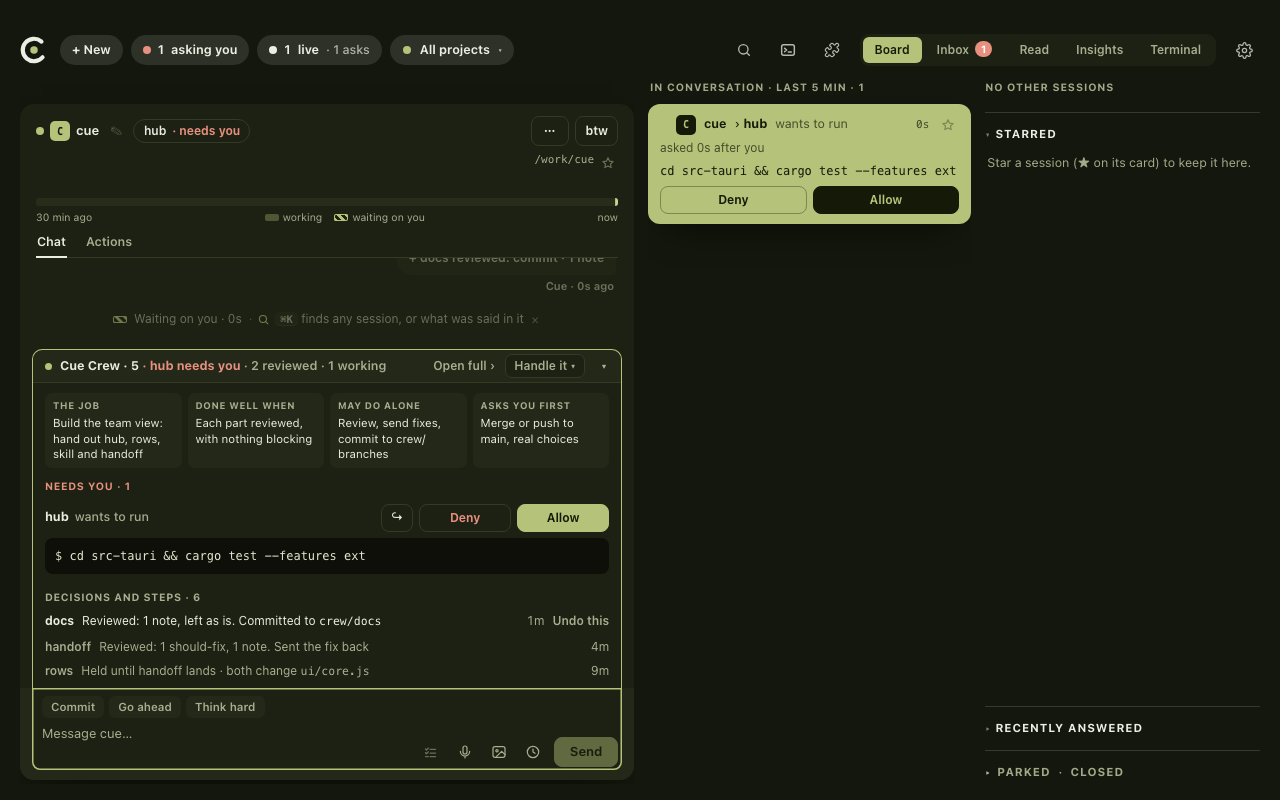 + New
1 asking you
1 live · 1 asks
All projects
Board
Inbox 1
Read
Insights
Terminal
C cue
hub · needs you
···
btw
/work/cue
30 min ago
working
waiting on you
now
Chat
Actions
+ docs reviewed: commit · 1 note
Cue · 0s ago
Waiting on you · 0s · ⌘K finds any session, or what was said in it ×
Cue Crew · 5 · hub needs you · 2 reviewed · 1 working
Open full ›
Handle it ▾
THE JOB
Build the team view:
hand out hub, rows,
skill and handoff
DONE WELL WHEN
Each part reviewed,
with nothing blocking
MAY DO ALONE
Review, send fixes,
commit to crew/
branches
ASKS YOU FIRST
Merge or push to
main, real choices
NEEDS YOU · 1
hub wants to run
Deny
Allow
$ cd src-tauri && cargo test --features ext
DECISIONS AND STEPS · 6
docs Reviewed: 1 note, left as is. Committed to crew/docs 1m Undo this
handoff Reviewed: 1 should-fix, 1 note. Sent the fix back 4m
rows Held until handoff lands · both change ui/core.js 9m
Commit
Go ahead
Think hard
Message cue…
Send
IN CONVERSATION · LAST 5 MIN · 1
C cue › hub wants to run 0s
asked 0s after you
cd src-tauri && cargo test --features ext
Deny
Allow
NO OTHER SESSIONS
STARRED
Star a session (★ on its card) to keep it here.
RECENTLY ANSWERED
PARKED · CLOSED